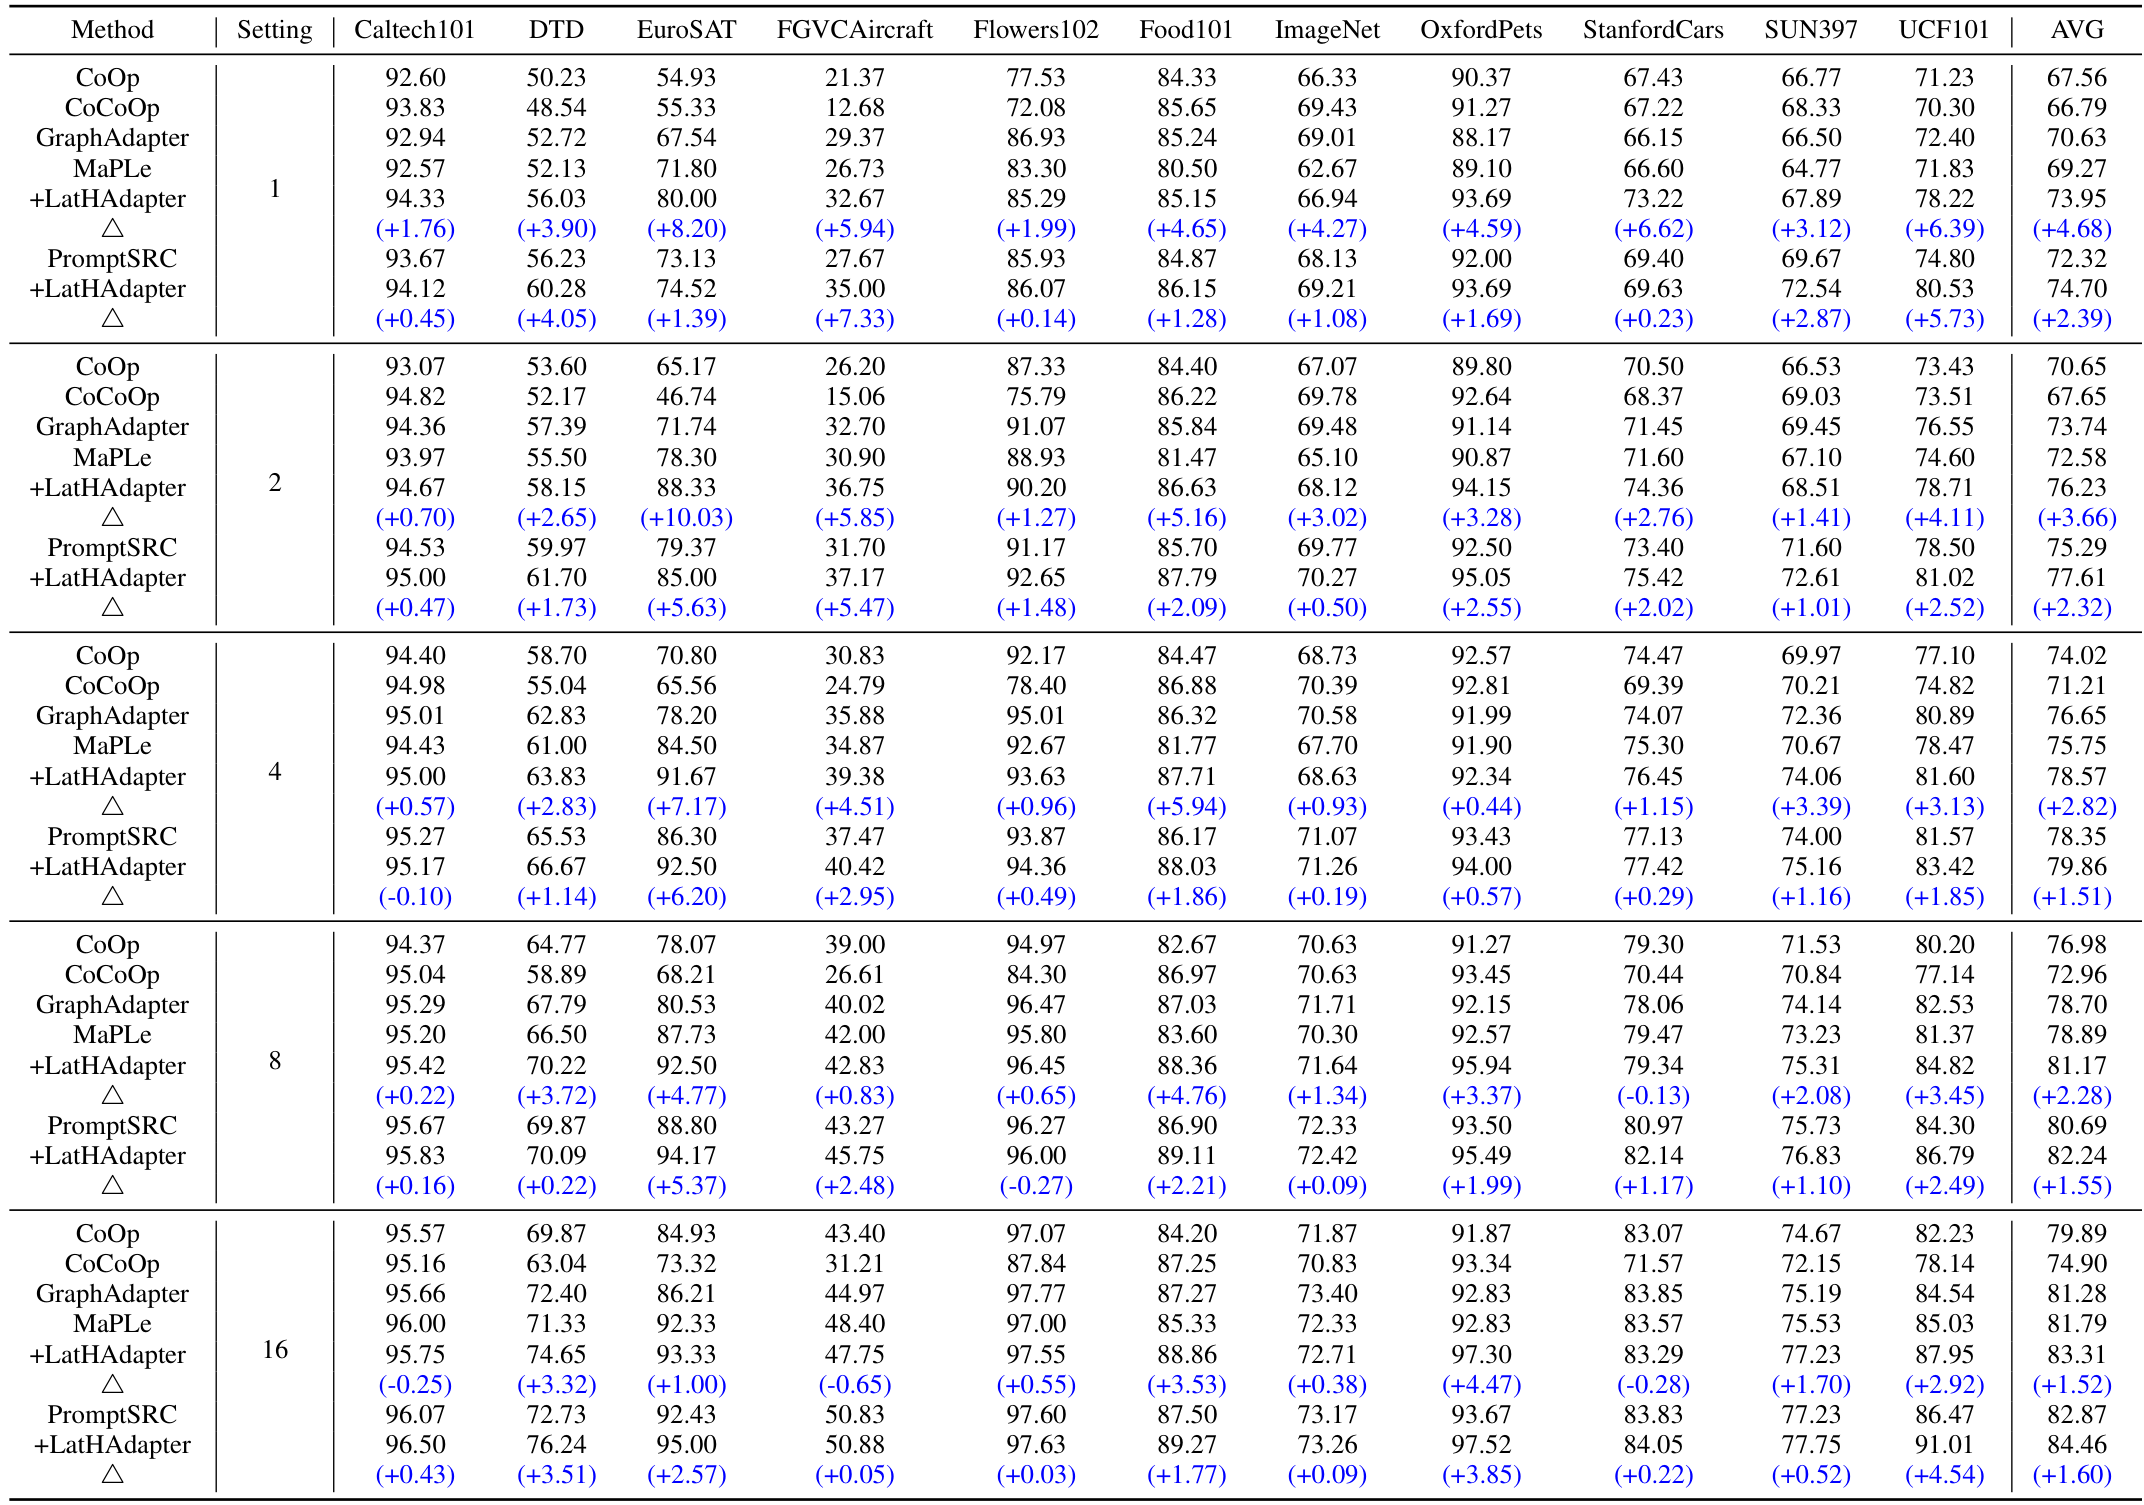 Method Setting Caltech101 DTD EuroSAT FGVCAircraft Flowers102 Food101 ImageNet OxfordPets StanfordCars SUN397 UCF101 AVG
CoOp 92.60 50.23 54.93 21.37 77.53 84.33 66.33 90.37 67.43 66.77 71.23 67.56
CoCoOp 93.83 48.54 55.33 12.68 72.08 85.65 69.43 91.27 67.22 68.33 70.30 66.79
GraphAdapter 92.94 52.72 67.54 29.37 86.93 85.24 69.01 88.17 66.15 66.50 72.40 70.63
MaPLe 92.57 52.13 71.80 26.73 83.30 80.50 62.67 89.10 66.60 64.77 71.83 69.27
1
+LatHAdapter 94.33 56.03 80.00 32.67 85.29 85.15 66.94 93.69 73.22 67.89 78.22 73.95
△ (+1.76) (+3.90) (+8.20) (+5.94) (+1.99) (+4.65) (+4.27) (+4.59) (+6.62) (+3.12) (+6.39) (+4.68)
PromptSRC 93.67 56.23 73.13 27.67 85.93 84.87 68.13 92.00 69.40 69.67 74.80 72.32
+LatHAdapter 94.12 60.28 74.52 35.00 86.07 86.15 69.21 93.69 69.63 72.54 80.53 74.70
△ (+0.45) (+4.05) (+1.39) (+7.33) (+0.14) (+1.28) (+1.08) (+1.69) (+0.23) (+2.87) (+5.73) (+2.39)
CoOp 93.07 53.60 65.17 26.20 87.33 84.40 67.07 89.80 70.50 66.53 73.43 70.65
CoCoOp 94.82 52.17 46.74 15.06 75.79 86.22 69.78 92.64 68.37 69.03 73.51 67.65
GraphAdapter 94.36 57.39 71.74 32.70 91.07 85.84 69.48 91.14 71.45 69.45 76.55 73.74
MaPLe 93.97 55.50 78.30 30.90 88.93 81.47 65.10 90.87 71.60 67.10 74.60 72.58
2
+LatHAdapter 94.67 58.15 88.33 36.75 90.20 86.63 68.12 94.15 74.36 68.51 78.71 76.23
△ (+0.70) (+2.65) (+10.03) (+5.85) (+1.27) (+5.16) (+3.02) (+3.28) (+2.76) (+1.41) (+4.11) (+3.66)
PromptSRC 94.53 59.97 79.37 31.70 91.17 85.70 69.77 92.50 73.40 71.60 78.50 75.29
+LatHAdapter 95.00 61.70 85.00 37.17 92.65 87.79 70.27 95.05 75.42 72.61 81.02 77.61
△ (+0.47) (+1.73) (+5.63) (+5.47) (+1.48) (+2.09) (+0.50) (+2.55) (+2.02) (+1.01) (+2.52) (+2.32)
CoOp 94.40 58.70 70.80 30.83 92.17 84.47 68.73 92.57 74.47 69.97 77.10 74.02
CoCoOp 94.98 55.04 65.56 24.79 78.40 86.88 70.39 92.81 69.39 70.21 74.82 71.21
GraphAdapter 95.01 62.83 78.20 35.88 95.01 86.32 70.58 91.99 74.07 72.36 80.89 76.65
MaPLe 94.43 61.00 84.50 34.87 92.67 81.77 67.70 91.90 75.30 70.67 78.47 75.75
4
+LatHAdapter 95.00 63.83 91.67 39.38 93.63 87.71 68.63 92.34 76.45 74.06 81.60 78.57
△ (+0.57) (+2.83) (+7.17) (+4.51) (+0.96) (+5.94) (+0.93) (+0.44) (+1.15) (+3.39) (+3.13) (+2.82)
PromptSRC 95.27 65.53 86.30 37.47 93.87 86.17 71.07 93.43 77.13 74.00 81.57 78.35
+LatHAdapter 95.17 66.67 92.50 40.42 94.36 88.03 71.26 94.00 77.42 75.16 83.42 79.86
△ (-0.10) (+1.14) (+6.20) (+2.95) (+0.49) (+1.86) (+0.19) (+0.57) (+0.29) (+1.16) (+1.85) (+1.51)
CoOp 94.37 64.77 78.07 39.00 94.97 82.67 70.63 91.27 79.30 71.53 80.20 76.98
CoCoOp 95.04 58.89 68.21 26.61 84.30 86.97 70.63 93.45 70.44 70.84 77.14 72.96
GraphAdapter 95.29 67.79 80.53 40.02 96.47 87.03 71.71 92.15 78.06 74.14 82.53 78.70
MaPLe 95.20 66.50 87.73 42.00 95.80 83.60 70.30 92.57 79.47 73.23 81.37 78.89
8
+LatHAdapter 95.42 70.22 92.50 42.83 96.45 88.36 71.64 95.94 79.34 75.31 84.82 81.17
△ (+0.22) (+3.72) (+4.77) (+0.83) (+0.65) (+4.76) (+1.34) (+3.37) (-0.13) (+2.08) (+3.45) (+2.28)
PromptSRC 95.67 69.87 88.80 43.27 96.27 86.90 72.33 93.50 80.97 75.73 84.30 80.69
+LatHAdapter 95.83 70.09 94.17 45.75 96.00 89.11 72.42 95.49 82.14 76.83 86.79 82.24
△ (+0.16) (+0.22) (+5.37) (+2.48) (-0.27) (+2.21) (+0.09) (+1.99) (+1.17) (+1.10) (+2.49) (+1.55)
CoOp 95.57 69.87 84.93 43.40 97.07 84.20 71.87 91.87 83.07 74.67 82.23 79.89
CoCoOp 95.16 63.04 73.32 31.21 87.84 87.25 70.83 93.34 71.57 72.15 78.14 74.90
GraphAdapter 95.66 72.40 86.21 44.97 97.77 87.27 73.40 92.83 83.85 75.19 84.54 81.28
MaPLe 96.00 71.33 92.33 48.40 97.00 85.33 72.33 92.83 83.57 75.53 85.03 81.79
16
+LatHAdapter 95.75 74.65 93.33 47.75 97.55 88.86 72.71 97.30 83.29 77.23 87.95 83.31
△ (-0.25) (+3.32) (+1.00) (-0.65) (+0.55) (+3.53) (+0.38) (+4.47) (-0.28) (+1.70) (+2.92) (+1.52)
PromptSRC 96.07 72.73 92.43 50.83 97.60 87.50 73.17 93.67 83.83 77.23 86.47 82.87
+LatHAdapter 96.50 76.24 95.00 50.88 97.63 89.27 73.26 97.52 84.05 77.75 91.01 84.46
△ (+0.43) (+3.51) (+2.57) (+0.05) (+0.03) (+1.77) (+0.09) (+3.85) (+0.22) (+0.52) (+4.54) (+1.60)